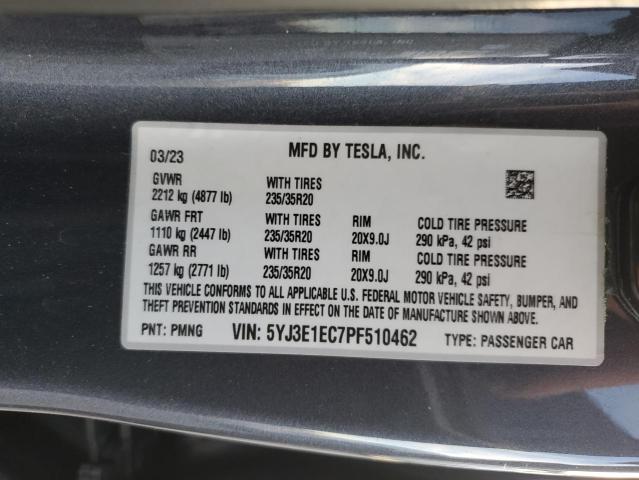 03/23 MFD BY TESLA, INC.
GVWR WITH TIRES
2212 kg (4877 lb) 235/35R20
GAWR FRT WITH TIRES RIM COLD TIRE PRESSURE
1110 kg (2447 lb) 235/35R20 20X9.0J 290 kPa, 42 psi
GAWR RR WITH TIRES RIM COLD TIRE PRESSURE
1257 kg (2771 lb) 235/35R20 20X9.0J 290 kPa, 42 psi
THIS VEHICLE CONFORMS TO ALL APPLICABLE U.S. FEDERAL MOTOR VEHICLE SAFETY, BUMPER, AND
THEFT PREVENTION STANDARDS IN EFFECT ON THE DATE OF MANUFACTURE SHOWN ABOVE.
PNT: PMNG VIN: 5YJ3E1EC7PF510462 TYPE: PASSENGER CAR